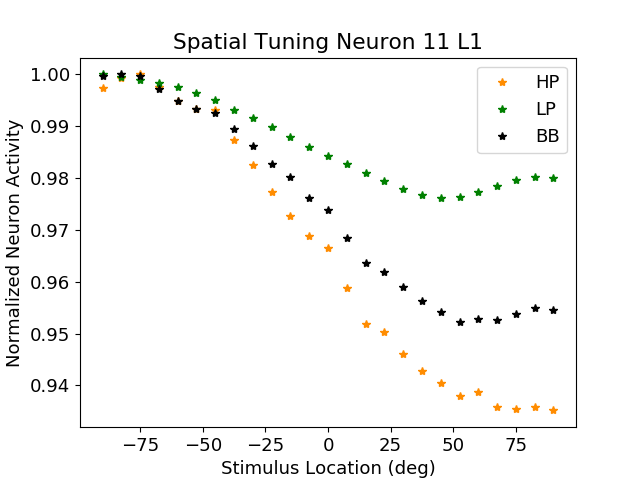 Spatial Tuning Neuron 11 L1
HP
LP
BB
Normalized Neuron Activity
1.00
0.99
0.98
0.97
0.96
0.95
0.94
−75
−50
−25
0
25
50
75
Stimulus Location (deg)